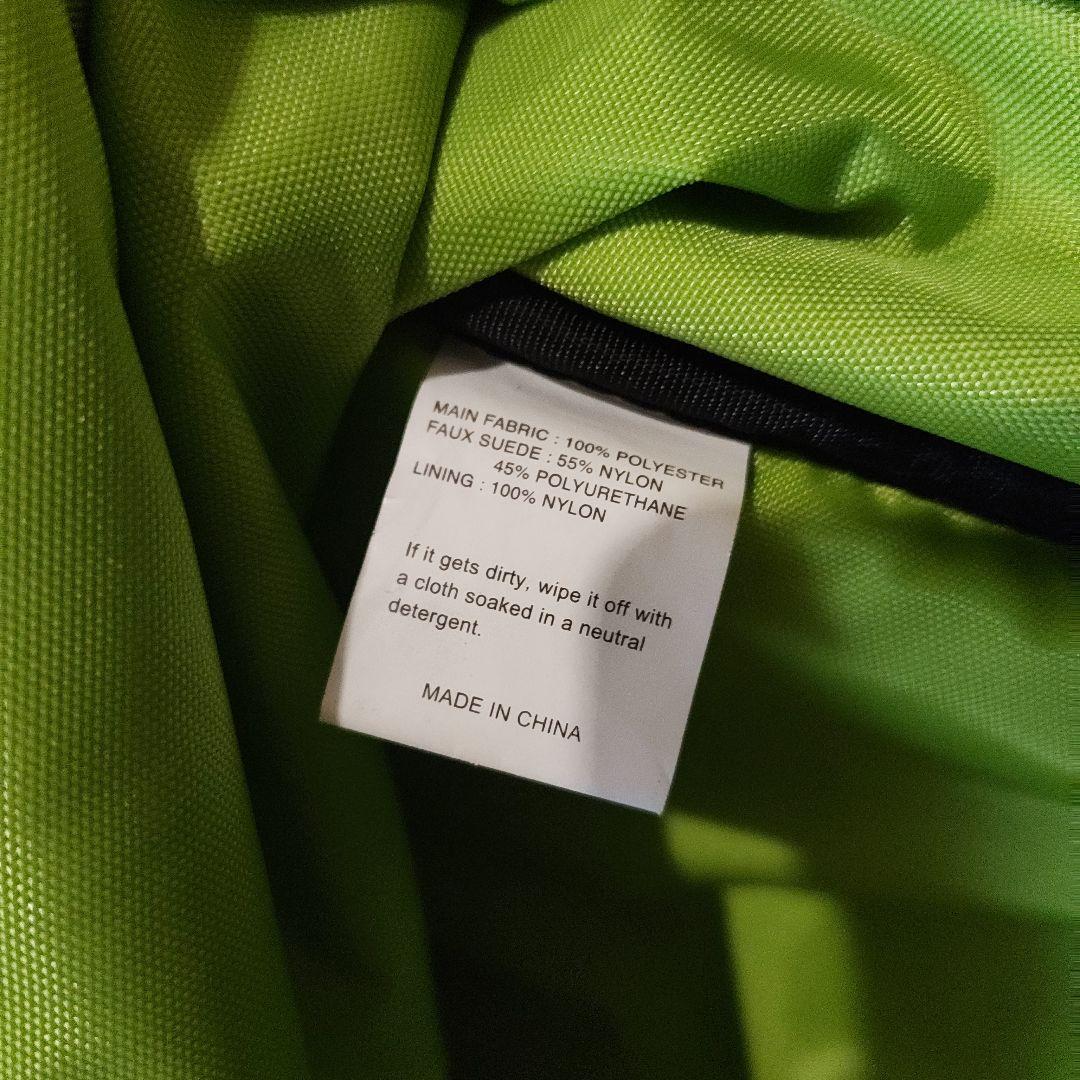 MAIN FABRIC : 100% POLYESTER
FAUX SUEDE : 55% NYLON
45% POLYURETHANE
LINING : 100% NYLON
If it gets dirty, wipe it off with
a cloth soaked in a neutral
detergent.
MADE IN CHINA